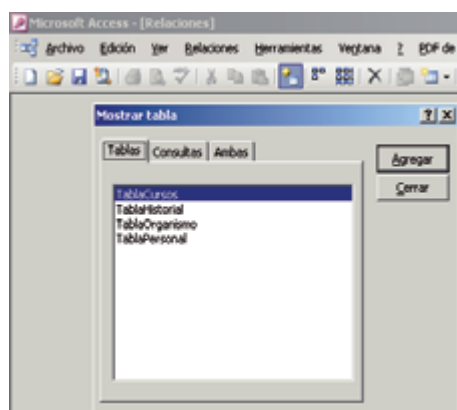 Microsoft Access - [Relaciones]
Archivo Edición Ver Relaciones Herramientas Ventana ? PDF de
Mostrar tabla
Tablas Consultas Ambas
Agregar
Cerrar
TablaCursos
TablaHistorial
TablaOrganismo
TablaPersonal